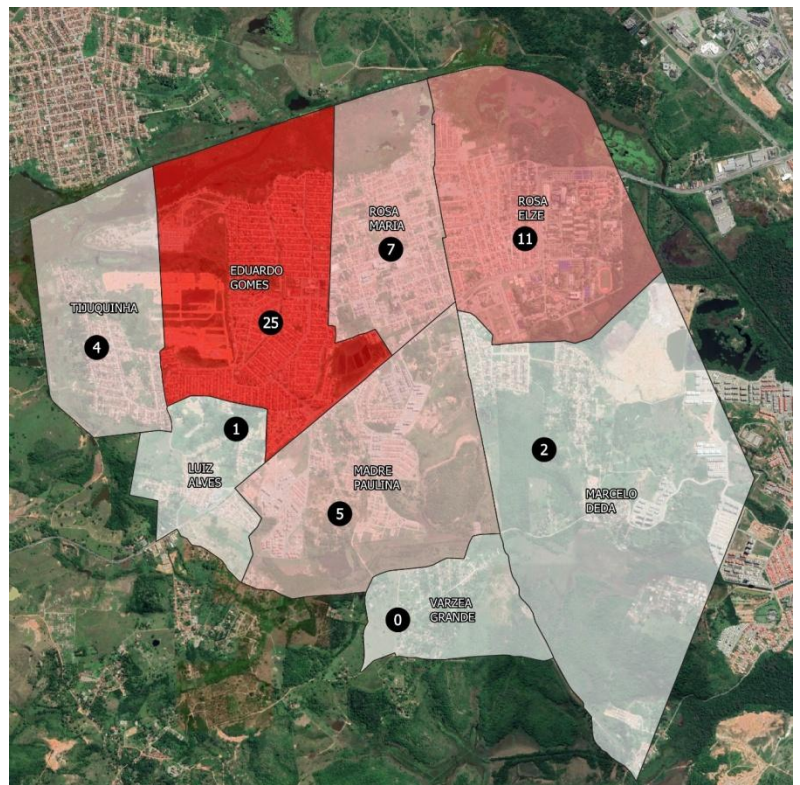 ROSA
MARIA
7
ROSA
ELZE
11
EDUARDO
GOMES
25
TIJUQUINHA
4
1
LUIZ
ALVES
MADRE
PAULINA
5
2
MARCELO
DEDA
VARZEA
GRANDE
0